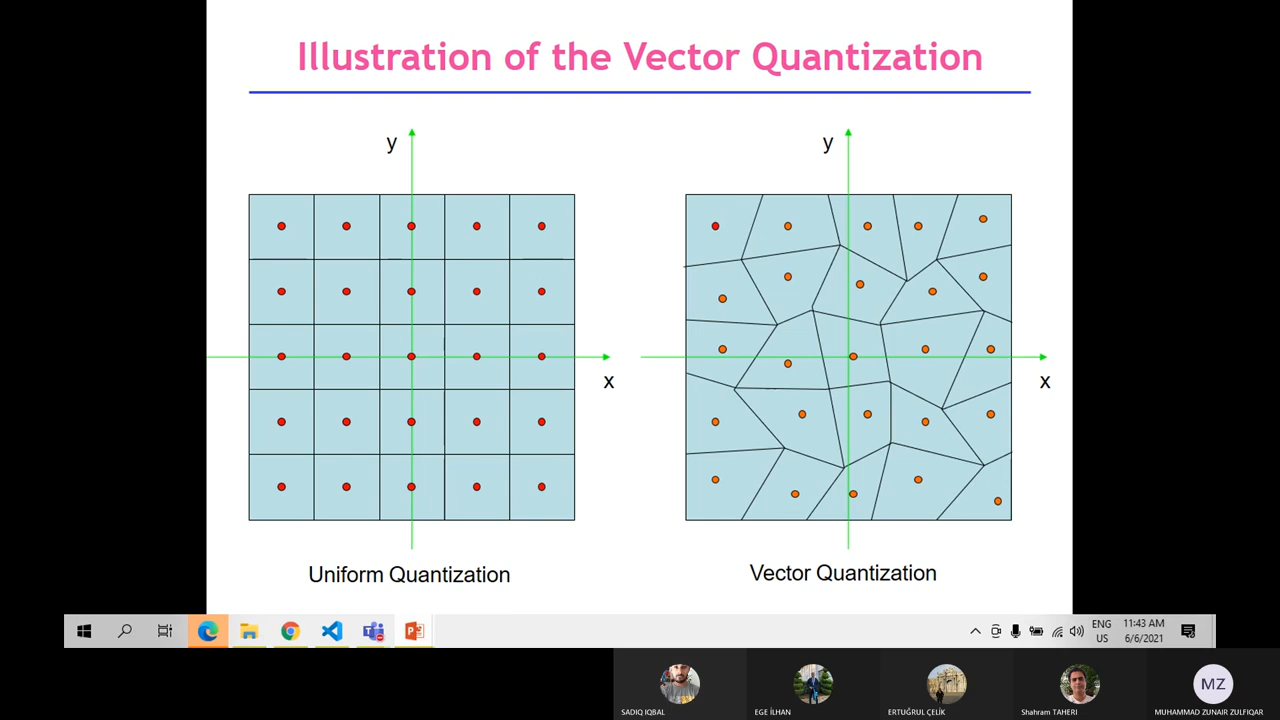 Illustration of the Vector Quantization
y
y
x
x
Uniform Quantization
Vector Quantization
ENG
US
11:43 AM
6/6/2021
MZ
SADIQ IQBAL
EGE İLHAN
ERTUĞRUL ÇELİK
Shahram TAHERI
MUHAMMAD ZUNAIR ZULFIQAR